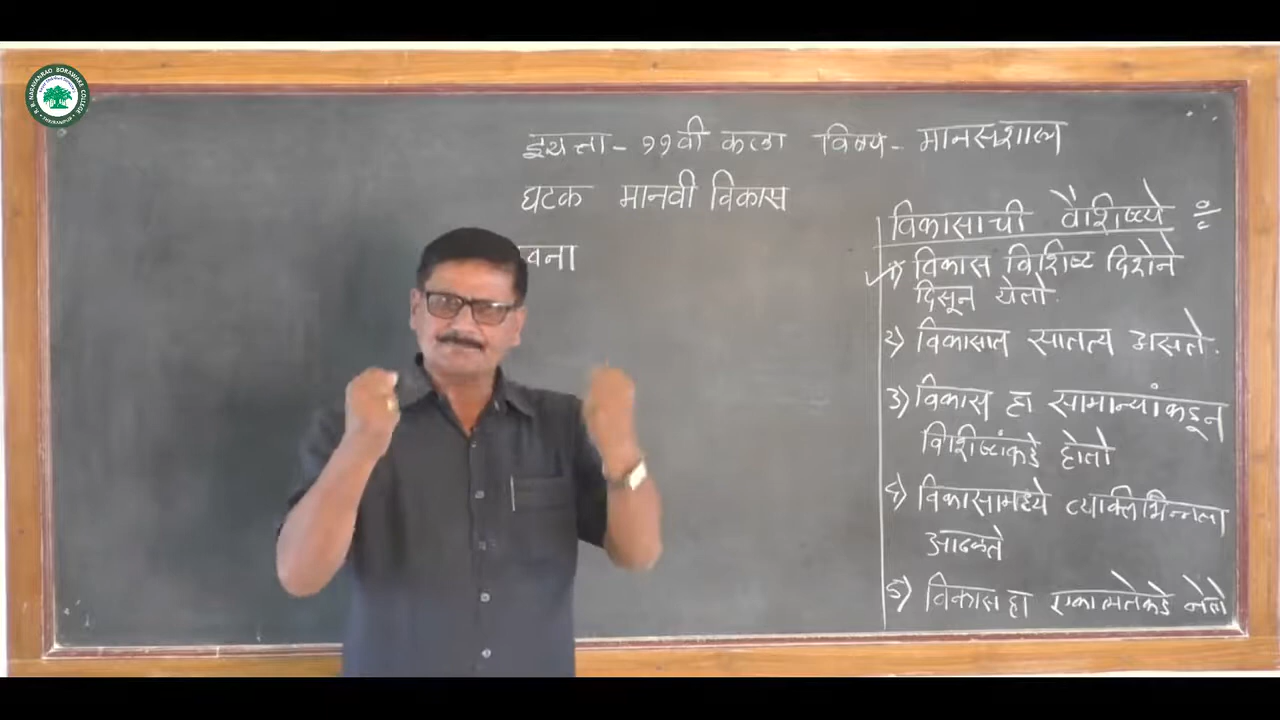 इयत्ता - ११वी कला विषय - मानसशास्त्र
घटक मानवी विकास
वना
विकासाची वैशिष्ट्ये
१) विकास विशिष्ट दिशेने
दिसून येतो.
२) विकासात सातत्य असते.
३) विकास हा सामान्यांकडून
विशिष्टांकडे होतो
४) विकासामध्ये व्यक्तिभिन्नता
आढळते
५) विकास हा एकात्मतेकडे नेतो